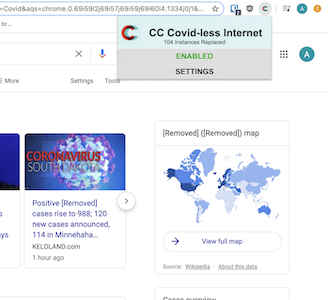 =Covid&aqs=chrome.0.69i59l2j69i57j69i59j69i60l4.1334j0j1&...
br...
CC Covid-less Internet
104 Instances Replaced
ENABLED
SETTINGS
A
More
Settings
Tools
CORONAVIRUS
SOUTH DAKOTA
Positive [Removed]
cases rise to 988; 120
new cases announced,
114 in Minnehaha...
KELOLAND.com
1 hour ago
ays
[Removed] ([Removed]) map
View full map
Source: Wikipedia · About this data
Cases overview